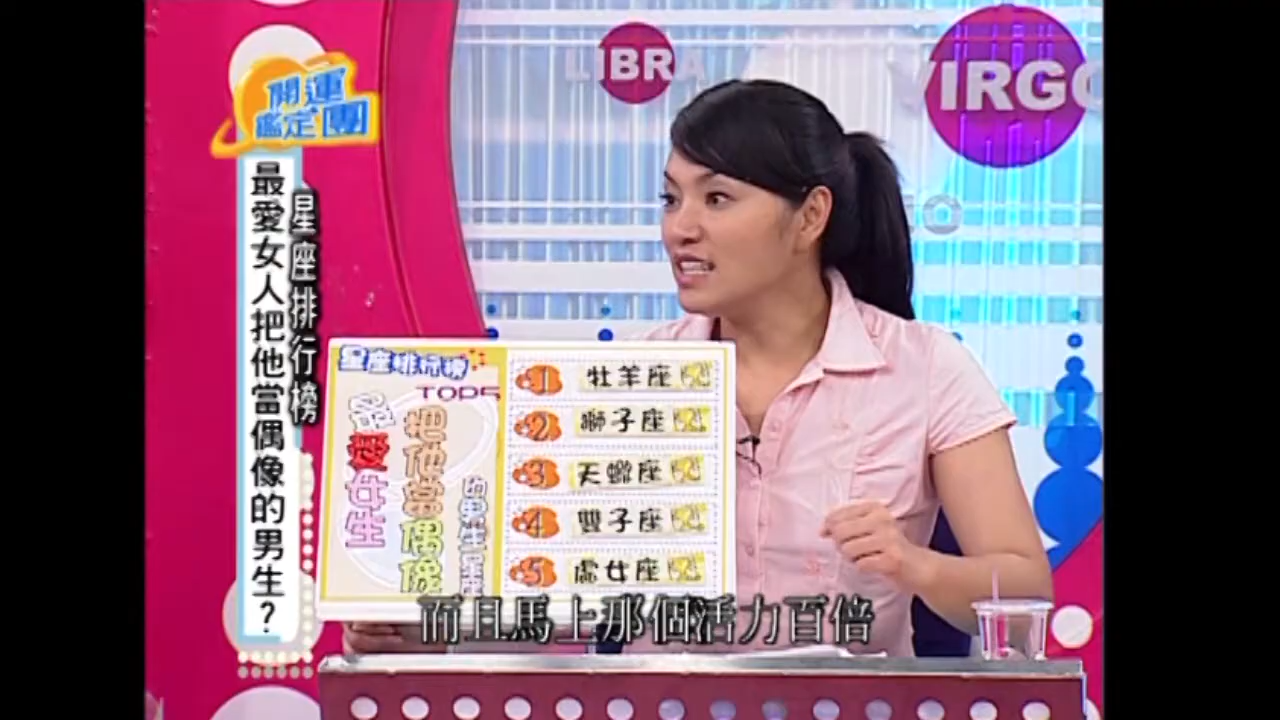 開運
鑑定團
星座排行榜
最愛女人把他當偶像的男生？
LIBRA
VIRGO
星座排行榜
TOP5
最愛女生
把他當偶像
的男生星座
1 牡羊座
2 獅子座
3 天蠍座
4 雙子座
5 處女座
而且馬上那個活力百倍